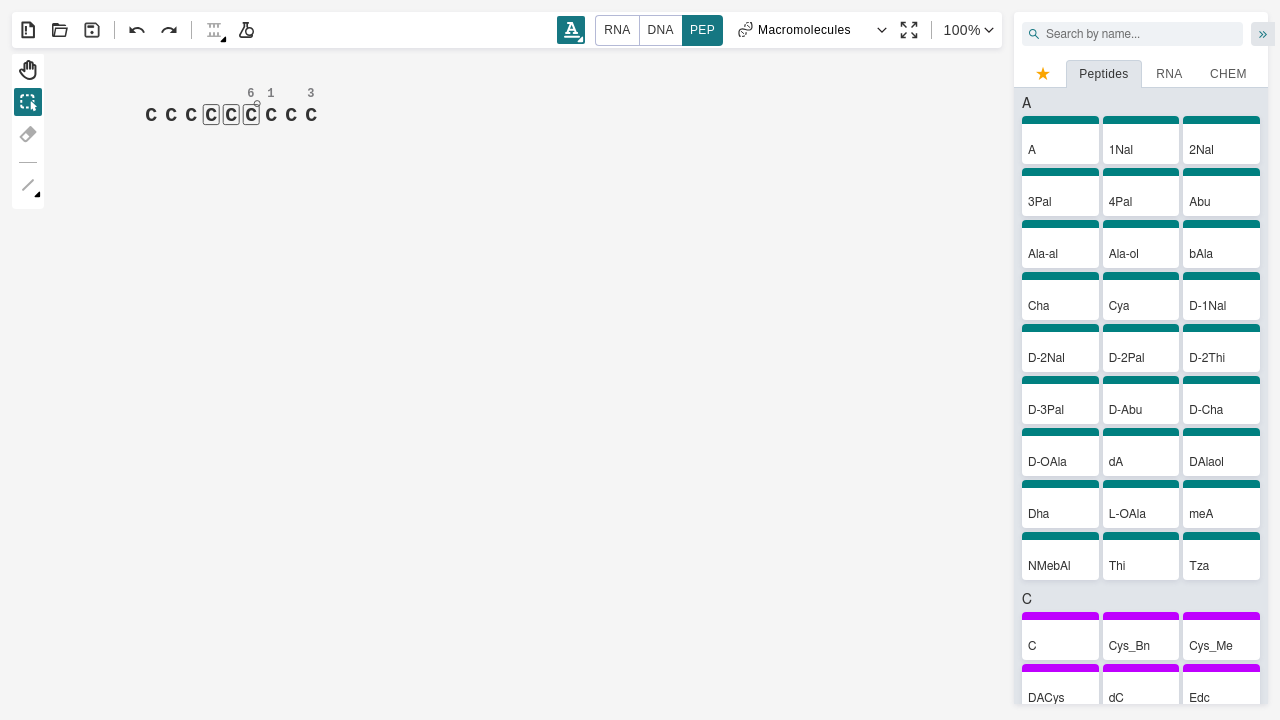 A RNA DNA PEP Macromolecules 100%
Search by name...
★ Peptides RNA CHEM
6 1 3
C C C C C C C C C
A
A 1Nal 2Nal
3Pal 4Pal Abu
Ala-al Ala-ol bAla
Cha Cya D-1Nal
D-2Nal D-2Pal D-2Thi
D-3Pal D-Abu D-Cha
D-OAla dA DAlaol
Dha L-OAla meA
NMebAl Thi Tza
C
C Cys_Bn Cys_Me
DACys dC Edc